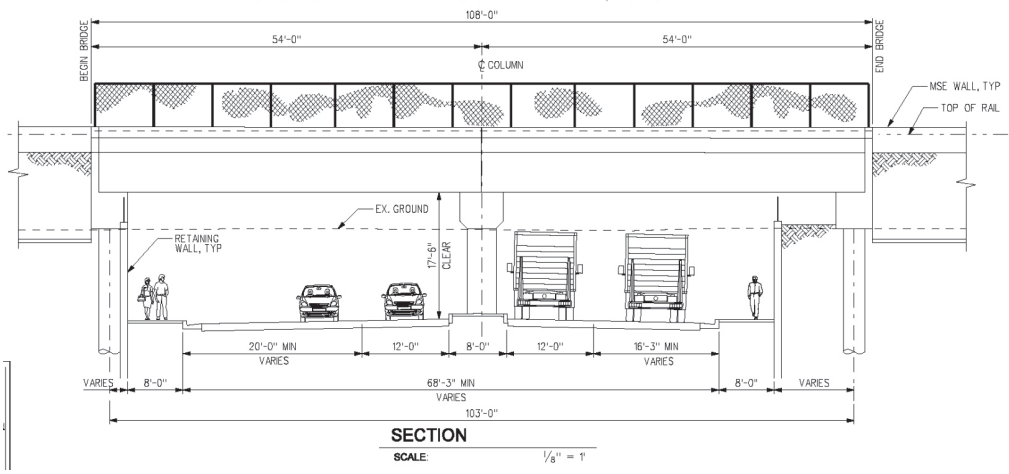 108'-0"
54'-0"
54'-0"
BEGIN BRIDGE
END BRIDGE
℄ COLUMN
MSE WALL, TYP
TOP OF RAIL
EX. GROUND
RETAINING
WALL, TYP
17'-6"
CLEAR
20'-0" MIN
VARIES
12'-0"
8'-0"
12'-0"
16'-3" MIN
VARIES
VARIES
8'-0"
68'-3" MIN
VARIES
8'-0"
VARIES
103'-0"
SECTION
SCALE: 1/8" = 1'